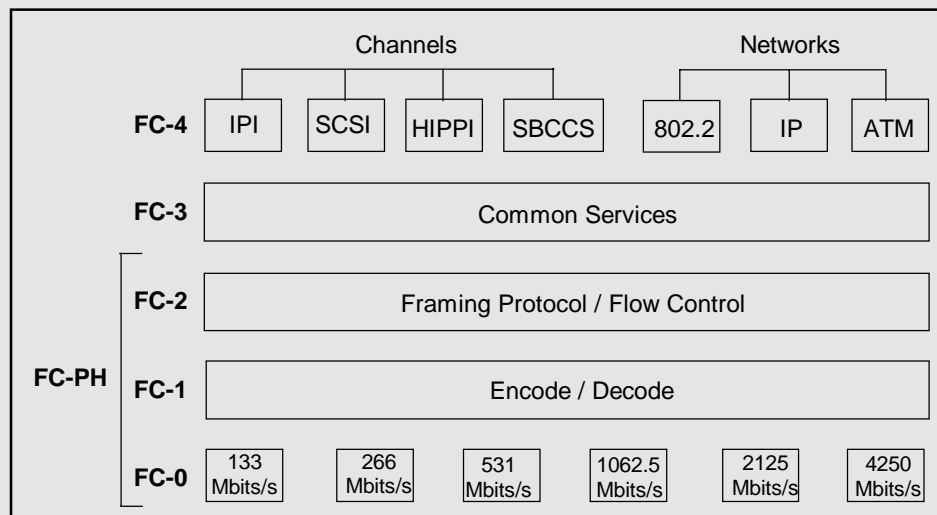 Channels Networks
FC-4 IPI SCSI HIPPI SBCCS 802.2 IP ATM
FC-3 Common Services
FC-2 Framing Protocol / Flow Control
FC-PH
FC-1 Encode / Decode
FC-0 133 Mbits/s 266 Mbits/s 531 Mbits/s 1062.5 Mbits/s 2125 Mbits/s 4250 Mbits/s